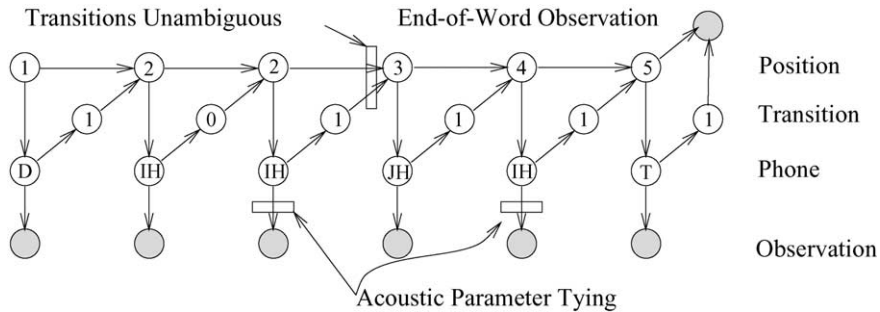 Transitions Unambiguous End-of-Word Observation
1 2 2 3 4 5 Position
1 0 1 1 1 1 Transition
D IH IH JH IH T Phone
Observation
Acoustic Parameter Tying